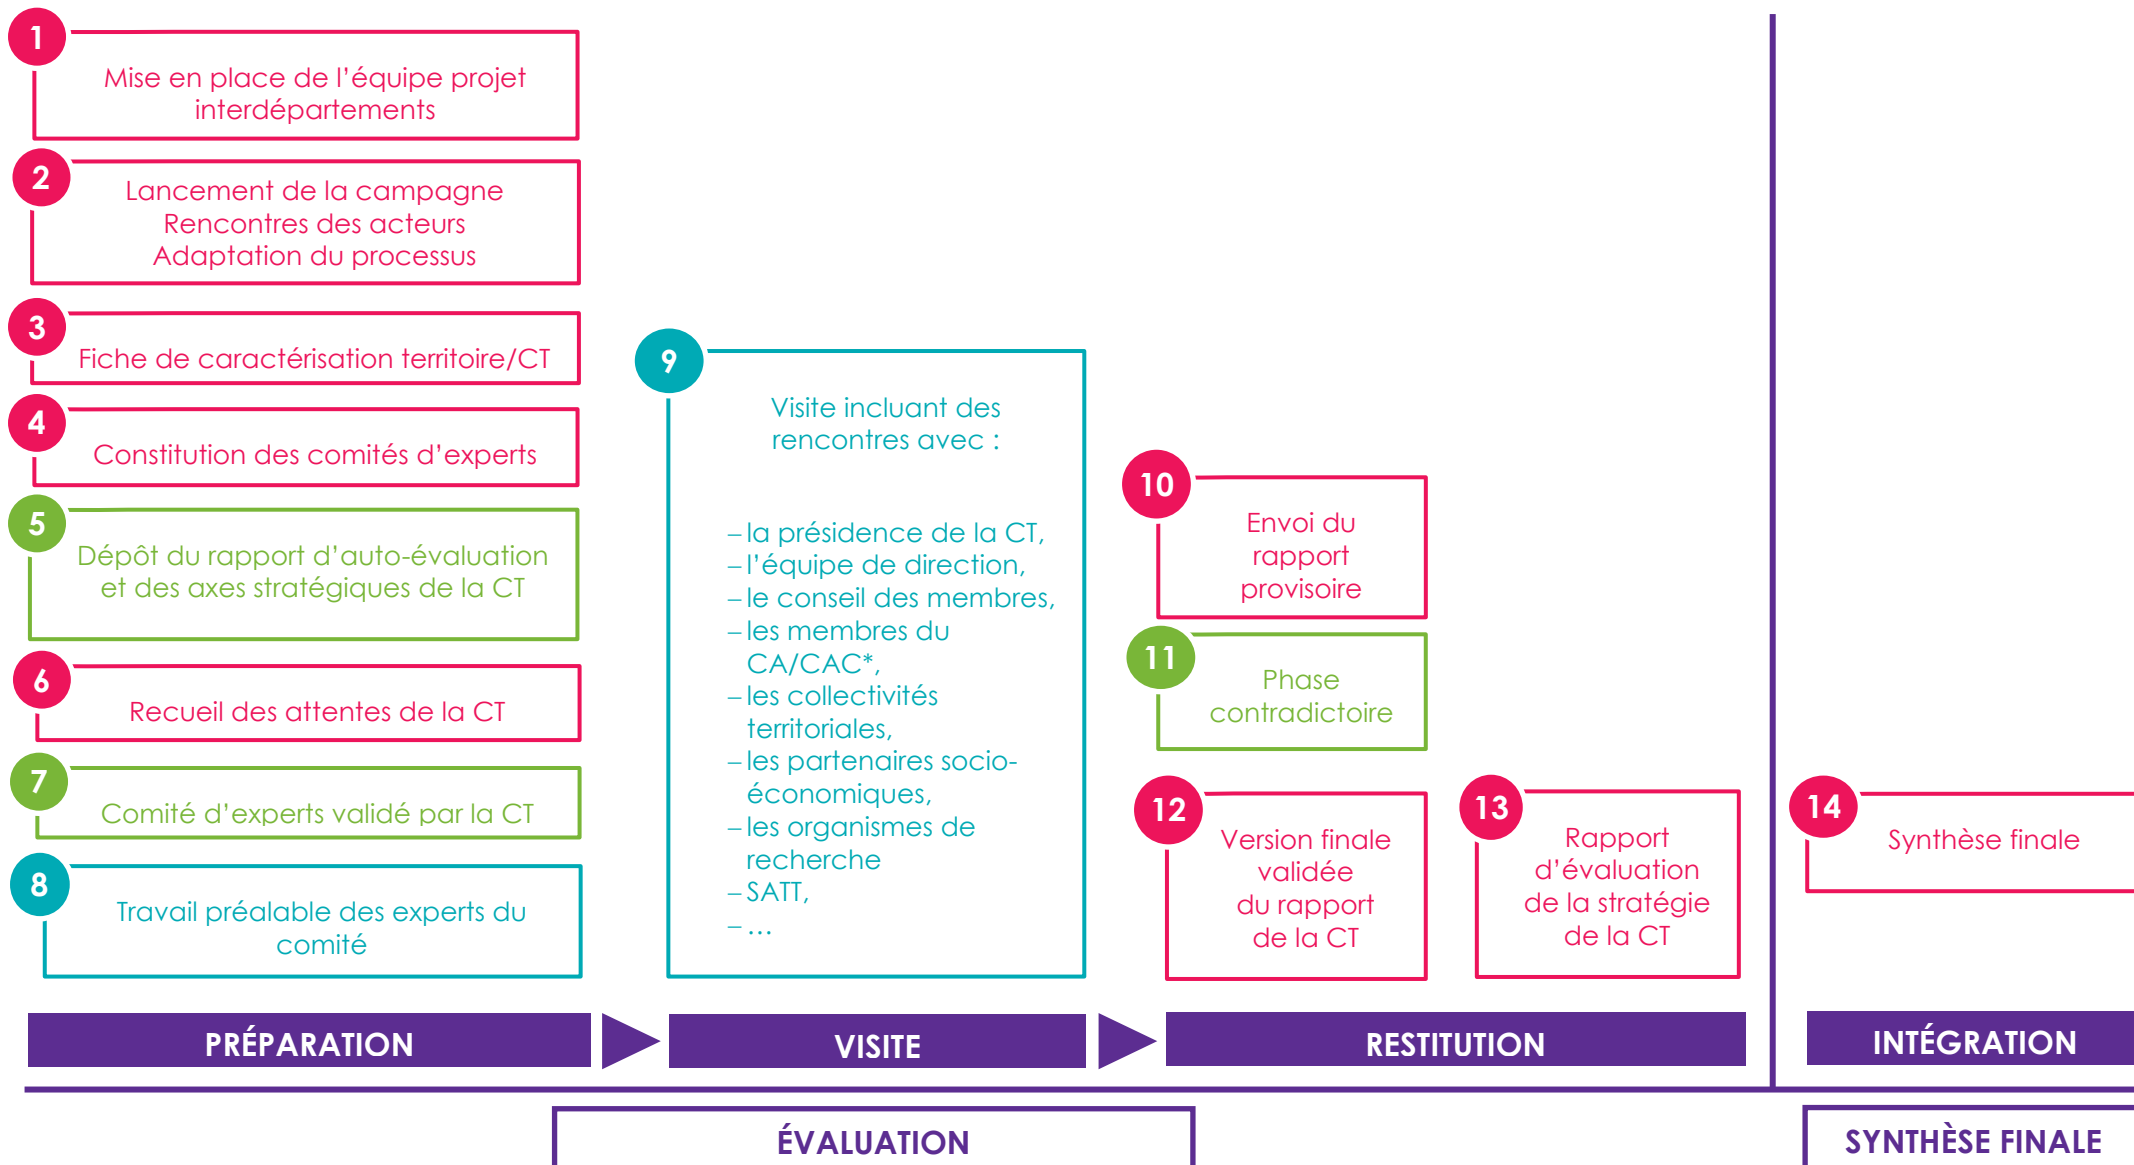 1
Mise en place de l’équipe projet
interdépartements
2
Lancement de la campagne
Rencontres des acteurs
Adaptation du processus
3
Fiche de caractérisation territoire/CT
4
Constitution des comités d’experts
5
Dépôt du rapport d’auto-évaluation
et des axes stratégiques de la CT
6
Recueil des attentes de la CT
7
Comité d’experts validé par la CT
8
Travail préalable des experts du
comité
9
Visite incluant des
rencontres avec :
– la présidence de la CT,
– l’équipe de direction,
– le conseil des membres,
– les membres du
CA/CAC*,
– les collectivités
territoriales,
– les partenaires socio-
économiques,
– les organismes de
recherche
– SATT,
– …
10
Envoi du
rapport
provisoire
11
Phase
contradictoire
12
Version finale
validée
du rapport
de la CT
13
Rapport
d’évaluation
de la stratégie
de la CT
14
Synthèse finale
PRÉPARATION
VISITE
RESTITUTION
INTÉGRATION
ÉVALUATION
SYNTHÈSE FINALE